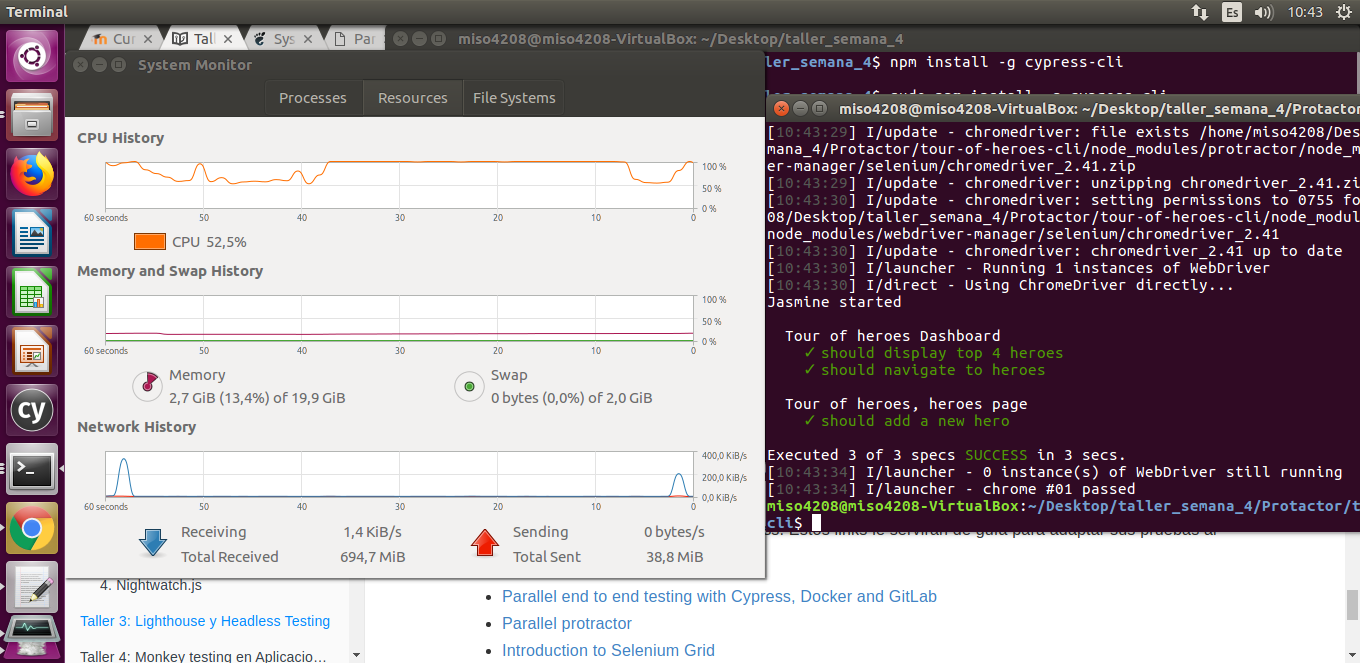 Terminal
Es
10:43
Cur
Tall
Sys
Par
miso4208@miso4208-VirtualBox: ~/Desktop/taller_semana_4
System Monitor
Processes
Resources
File Systems
CPU History
100 %
50 %
0 %
60 seconds 50 40 30 20 10 0
CPU 52,5%
Memory and Swap History
100 %
50 %
0 %
60 seconds 50 40 30 20 10 0
Memory
2,7 GiB (13,4%) of 19,9 GiB
Swap
0 bytes (0,0%) of 2,0 GiB
Network History
400,0 KiB/s
200,0 KiB/s
0,0 KiB/s
60 seconds 50 40 30 20 10 0
Receiving 1,4 KiB/s
Total Received 694,7 MiB
Sending 0 bytes/s
Total Sent 38,8 MiB
ler_semana_4$ npm install -g cypress-cli
miso4208@miso4208-VirtualBox: ~/Desktop/taller_semana_4/Protactor
[10:43:29] I/update - chromedriver: file exists /home/miso4208/Des
mana_4/Protactor/tour-of-heroes-cli/node_modules/protractor/node_m
er-manager/selenium/chromedriver_2.41.zip
[10:43:29] I/update - chromedriver: unzipping chromedriver_2.41.zi
[10:43:30] I/update - chromedriver: setting permissions to 0755 fo
08/Desktop/taller_semana_4/Protactor/tour-of-heroes-cli/node_modul
node_modules/webdriver-manager/selenium/chromedriver_2.41
[10:43:30] I/update - chromedriver: chromedriver_2.41 up to date
[10:43:30] I/launcher - Running 1 instances of WebDriver
[10:43:30] I/direct - Using ChromeDriver directly...
Jasmine started
Tour of heroes Dashboard
✓ should display top 4 heroes
✓ should navigate to heroes
Tour of heroes, heroes page
✓ should add a new hero
Executed 3 of 3 specs SUCCESS in 3 secs.
[10:43:34] I/launcher - 0 instance(s) of WebDriver still running
[10:43:34] I/launcher - chrome #01 passed
miso4208@miso4208-VirtualBox:~/Desktop/taller_semana_4/Protactor/t
cli$
cy
4. Nightwatch.js
Taller 3: Lighthouse y Headless Testing
Taller 4: Monkey testing en Aplicacio…
Estos links le servirán de guía para adaptar sus pruebas al
• Parallel end to end testing with Cypress, Docker and GitLab
• Parallel protractor
• Introduction to Selenium Grid